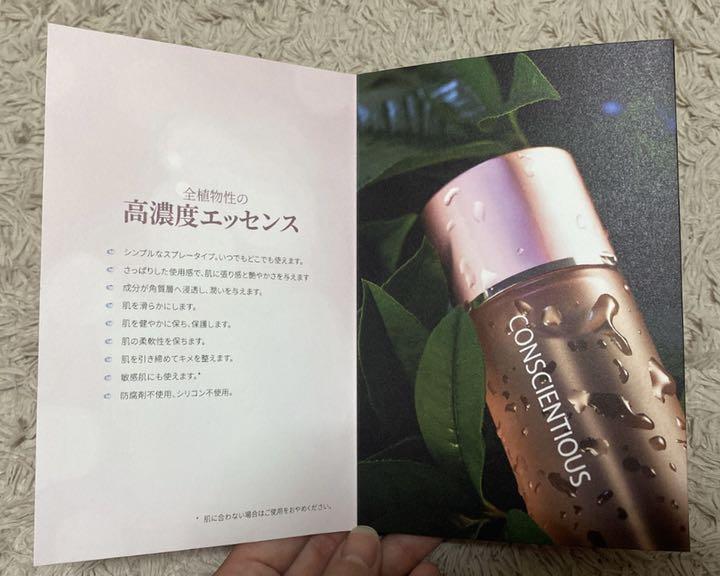 全植物性の
高濃度エッセンス
シンプルなスプレータイプ。いつでもどこでも使えます。
さっぱりした使用感で、肌に張り感と艶やかさを与えます
成分が角質層へ浸透し、潤いを与えます。
肌を滑らかにします。
肌を健やかに保ち、保護します。
肌の柔軟性を保ちます。
肌を引き締めてキメを整えます。
敏感肌にも使えます。*
防腐剤不使用、シリコン不使用。
* 肌に合わない場合はご使用をおやめください。
CONSCIENTIOUS